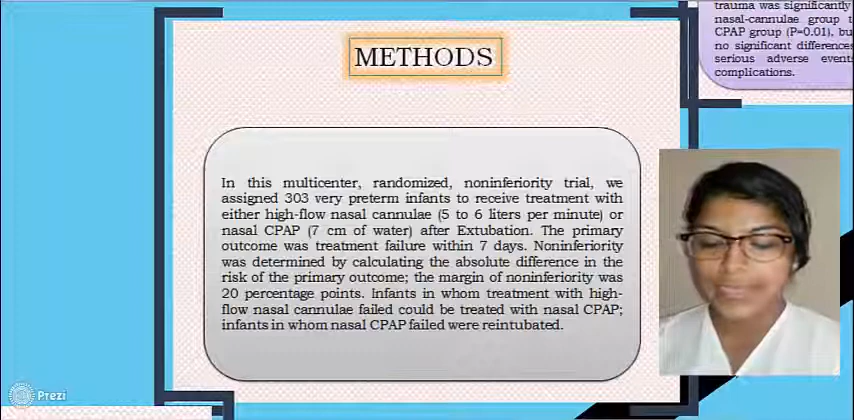 METHODS
In this multicenter, randomized, noninferiority trial, we
assigned 303 very preterm infants to receive treatment with
either high-flow nasal cannulae (5 to 6 liters per minute) or
nasal CPAP (7 cm of water) after Extubation. The primary
outcome was treatment failure within 7 days. Noninferiority
was determined by calculating the absolute difference in the
risk of the primary outcome; the margin of noninferiority was
20 percentage points. Infants in whom treatment with high-
flow nasal cannulae failed could be treated with nasal CPAP;
infants in whom nasal CPAP failed were reintubated.
trauma was significantly
nasal-cannulae group
CPAP group (P=0.01),
no significant
serious adverse
complications.
Prezi